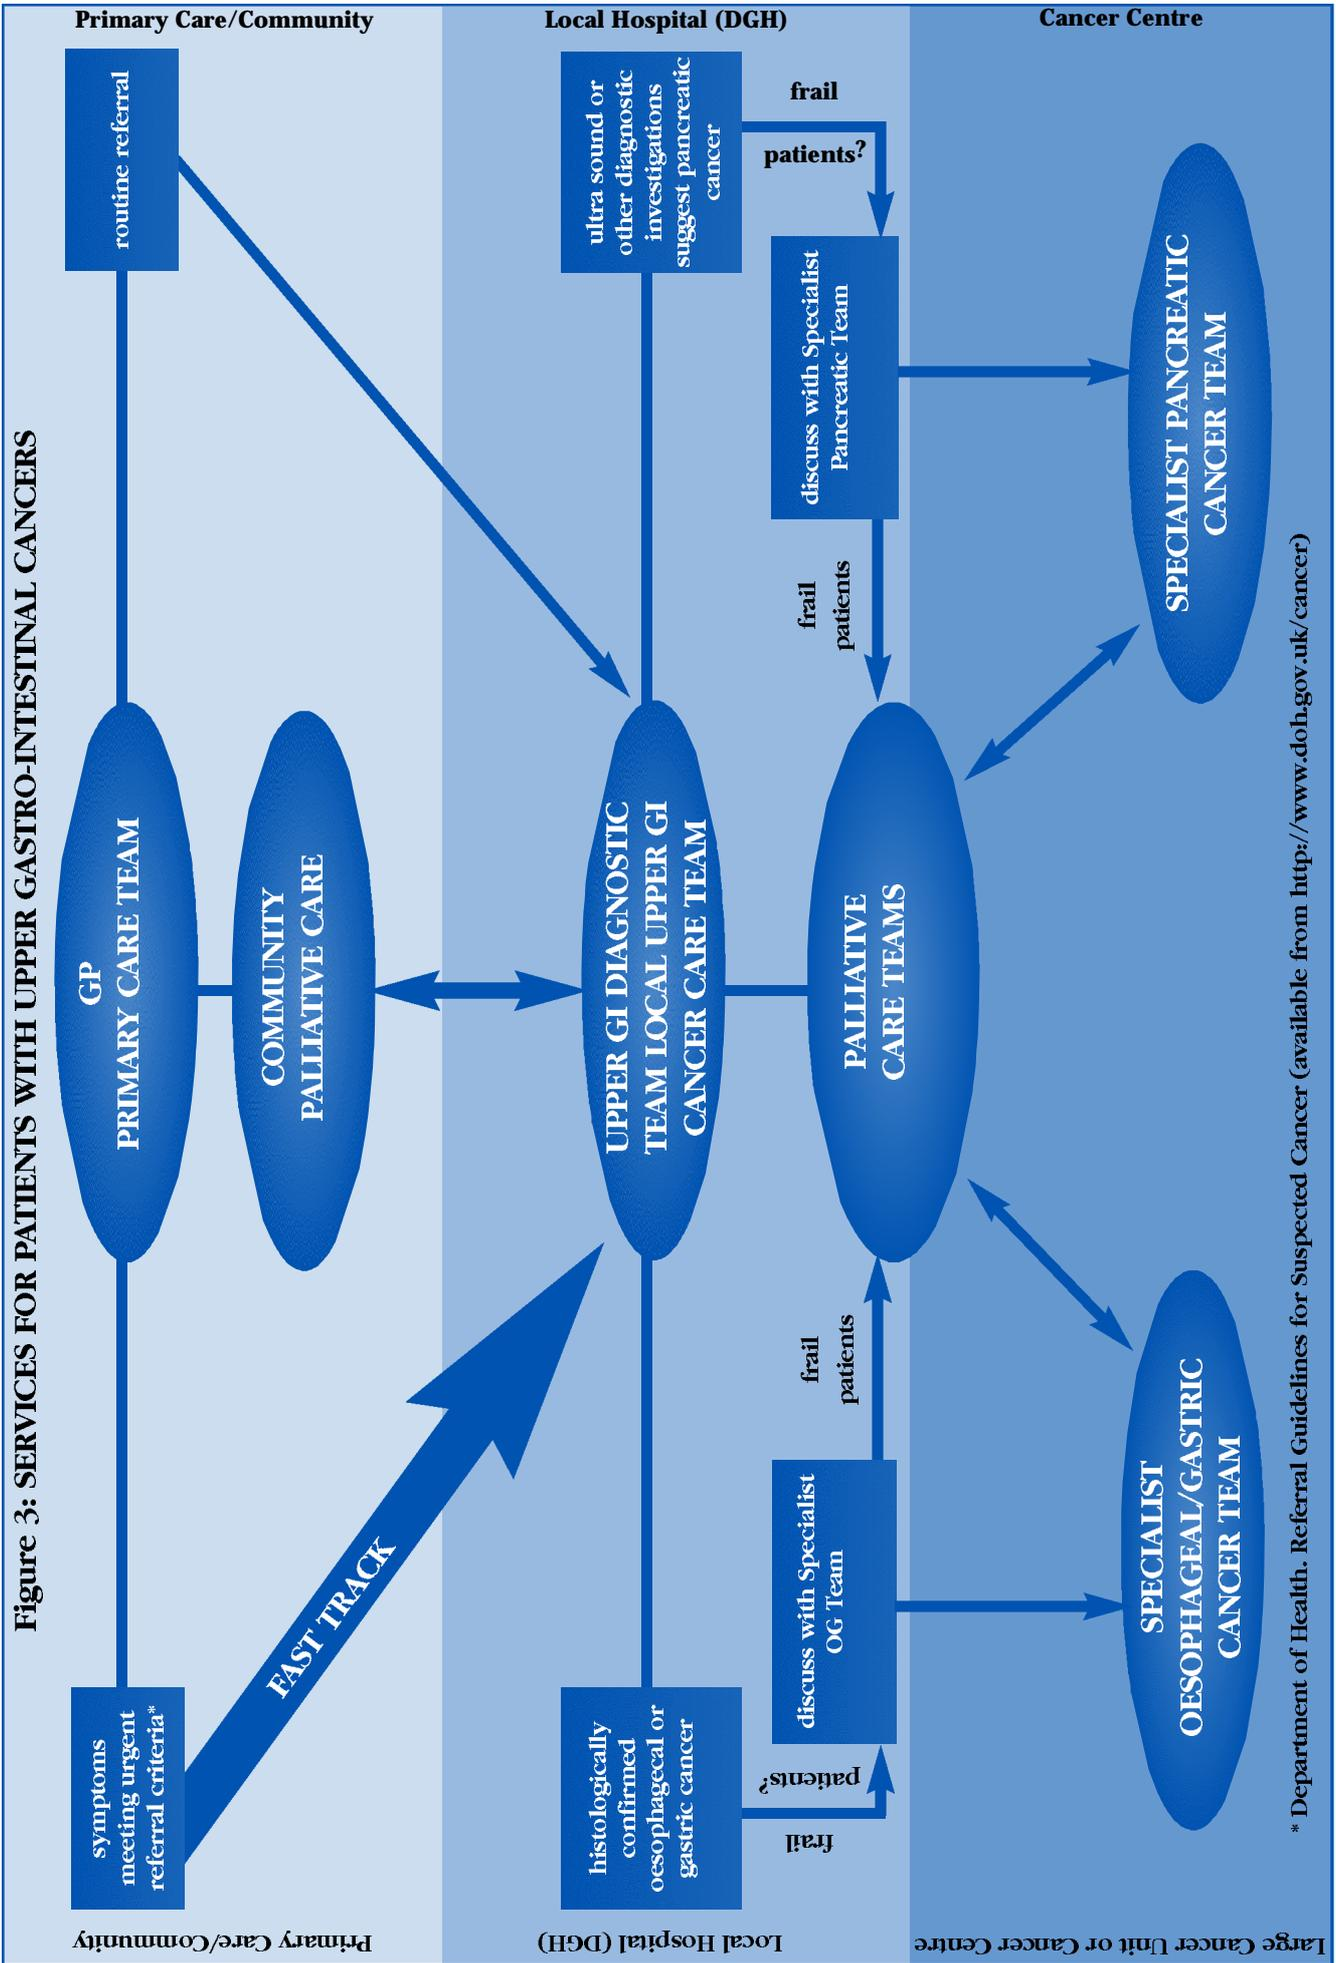 Figure 3: SERVICES FOR PATIENTS WITH UPPER GASTRO-INTESTINAL CANCERS
Primary Care/Community
symptoms
meeting urgent
referral criteria*
GP
PRIMARY CARE TEAM
routine referral
Primary Care/Community
COMMUNITY
PALLIATIVE CARE
FAST TRACK
Local Hospital (DGH)
histologically
confirmed
oesophagecal or
gastric cancer
UPPER GI DIAGNOSTIC
TEAM LOCAL UPPER GI
CANCER CARE TEAM
ultra sound or
other diagnostic
investigations
suggest pancreatic
cancer
Local Hospital (DGH)
frail
patients?
discuss with Specialist
OG Team
frail
patients
PALLIATIVE
CARE TEAMS
frail
patients
discuss with Specialist
Pancreatic Team
frail
patients?
Large Cancer Unit or Cancer Centre
SPECIALIST
OESOPHAGEAL/GASTRIC
CANCER TEAM
SPECIALIST PANCREATIC
CANCER TEAM
Cancer Centre
* Department of Health. Referral Guidelines for Suspected Cancer (available from http://www.doh.gov.uk/cancer)